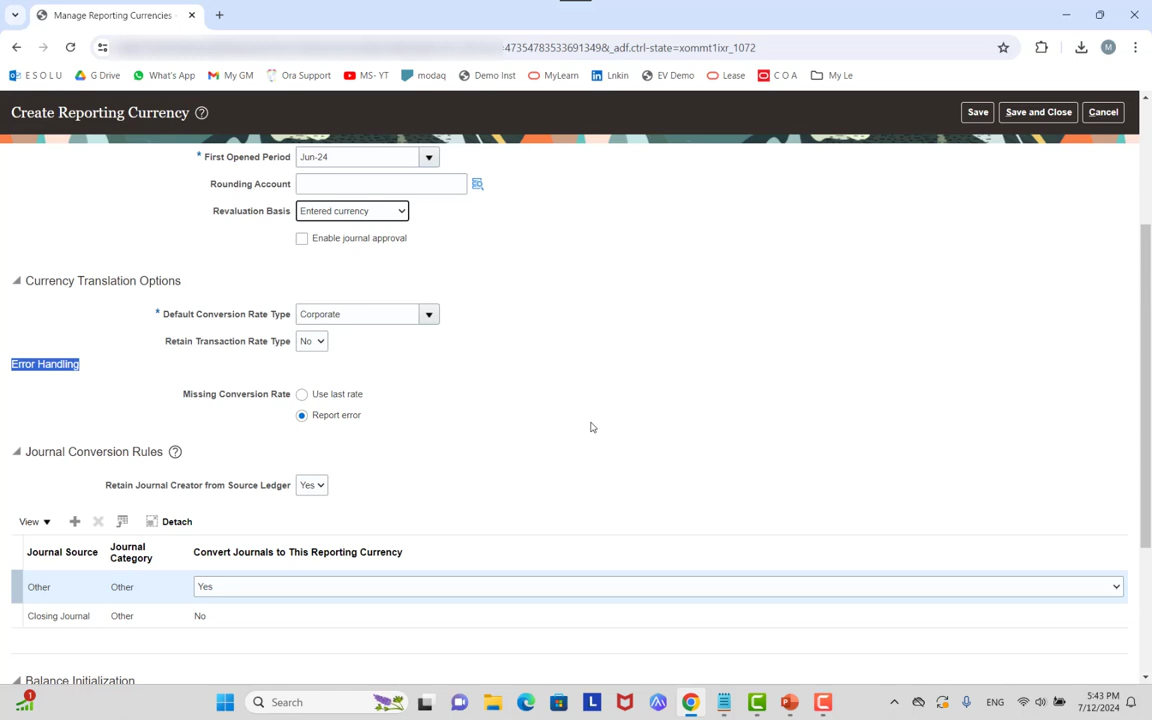 Manage Reporting Currencies
47354783533691349&_adf.ctrl-state=xommt1ixr_1072
M
E S O L U
G Drive
What's App
My GM
Ora Support
MS- YT
modaq
Demo Inst
MyLearn
Lnkin
EV Demo
Lease
C O A
My Le
Create Reporting Currency
Save
Save and Close
Cancel
* First Opened Period
Jun-24
Rounding Account
Revaluation Basis
Entered currency
Enable journal approval
Currency Translation Options
* Default Conversion Rate Type
Corporate
Retain Transaction Rate Type
No
Error Handling
Missing Conversion Rate
Use last rate
Report error
Journal Conversion Rules
Retain Journal Creator from Source Ledger
Yes
View
Detach
Journal Source
Journal Category
Convert Journals to This Reporting Currency
Other
Other
Yes
Closing Journal
Other
No
Balance Initialization
1
Search
L
ENG
5:43 PM
7/12/2024